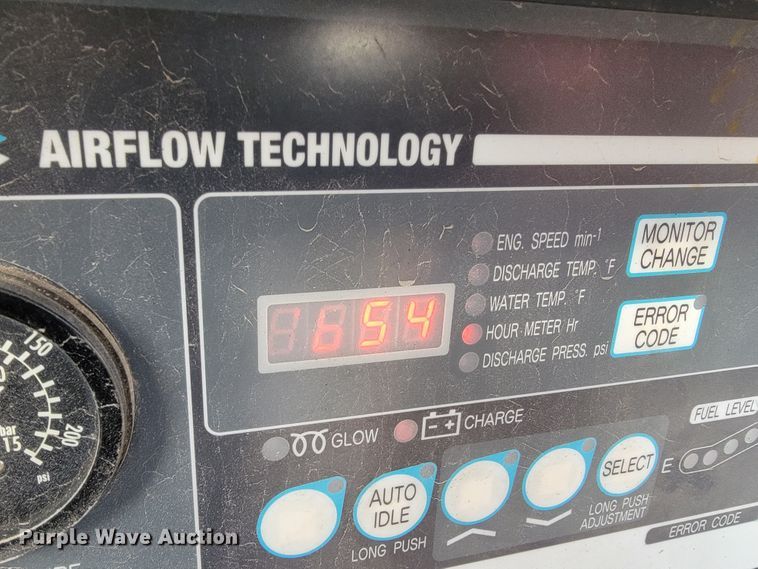 AIRFLOW TECHNOLOGY
ENG. SPEED min-1
DISCHARGE TEMP. °F
WATER TEMP. °F
HOUR METER Hr
DISCHARGE PRESS. psi
MONITOR
CHANGE
ERROR
CODE
1654
150
200
bar
15
psi
GLOW
- +
CHARGE
FUEL LEVEL
E
AUTO
IDLE
LONG PUSH
SELECT
LONG PUSH
ADJUSTMENT
ERROR CODE
Purple Wave Auction